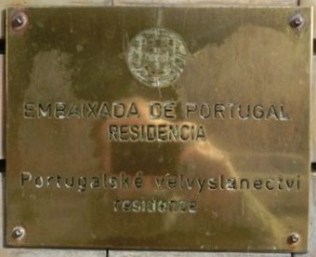 EMBAIXADA DE PORTUGAL
RESIDENCIA
Portugalské velvyslanectví
residence